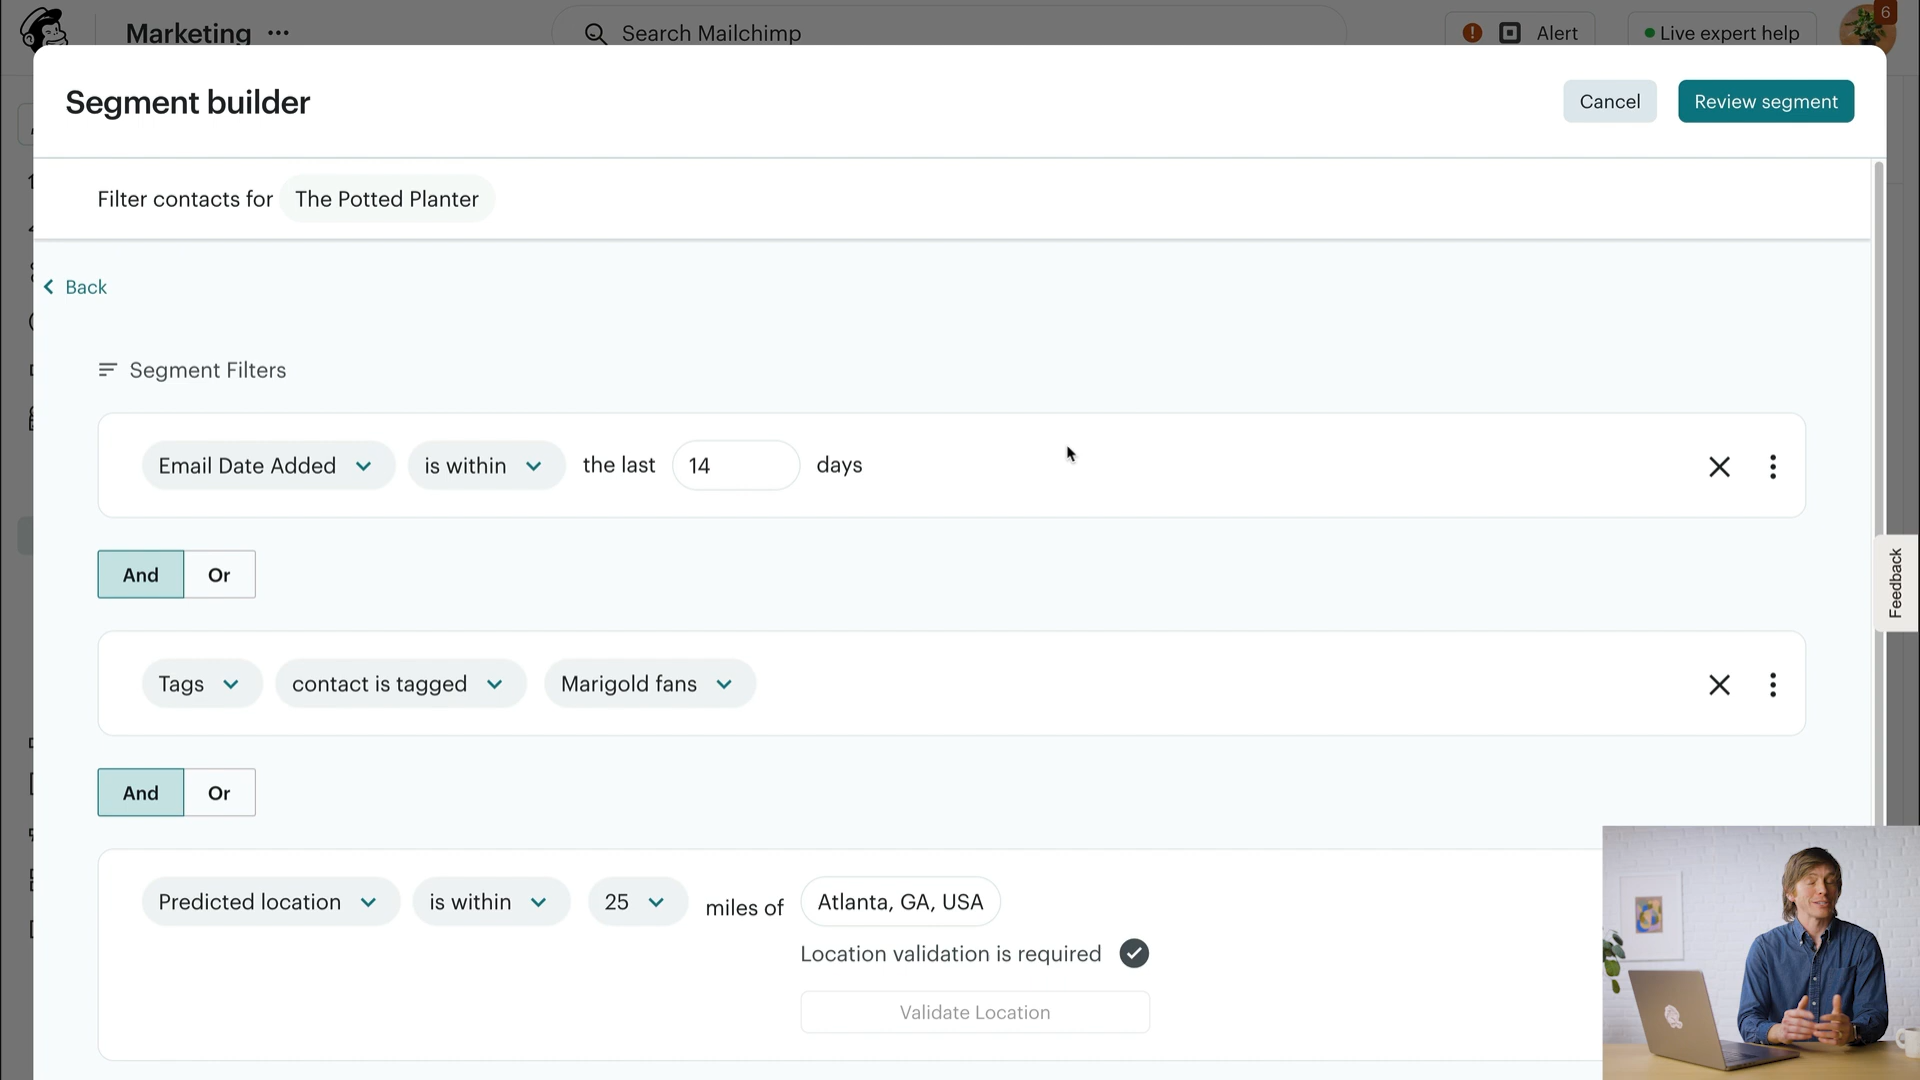 Marketing ···
Search Mailchimp
Alert
Live expert help
6
Segment builder
Cancel
Review segment
Filter contacts for The Potted Planter
Back
Segment Filters
Email Date Added is within the last 14 days
And Or
Feedback
Tags contact is tagged Marigold fans
And Or
Predicted location is within 25 miles of Atlanta, GA, USA
Location validation is required
Validate Location